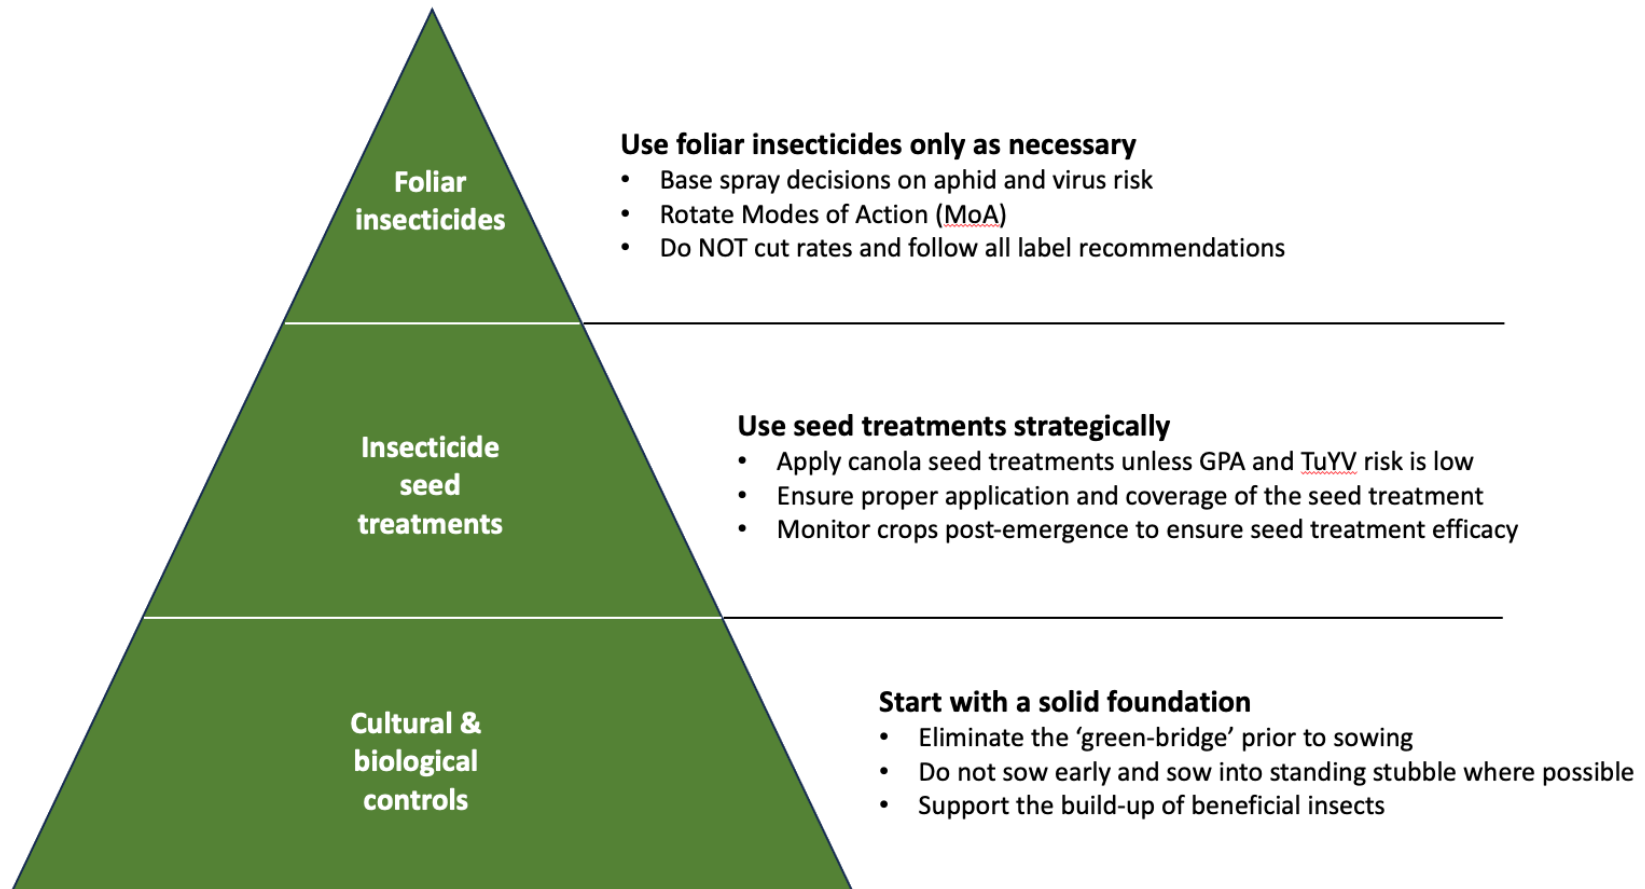 Foliar
insecticides
Use foliar insecticides only as necessary
• Base spray decisions on aphid and virus risk
• Rotate Modes of Action (MoA)
• Do NOT cut rates and follow all label recommendations
Insecticide
seed
treatments
Use seed treatments strategically
• Apply canola seed treatments unless GPA and TuYV risk is low
• Ensure proper application and coverage of the seed treatment
• Monitor crops post-emergence to ensure seed treatment efficacy
Cultural &
biological
controls
Start with a solid foundation
• Eliminate the ‘green-bridge’ prior to sowing
• Do not sow early and sow into standing stubble where possible
• Support the build-up of beneficial insects